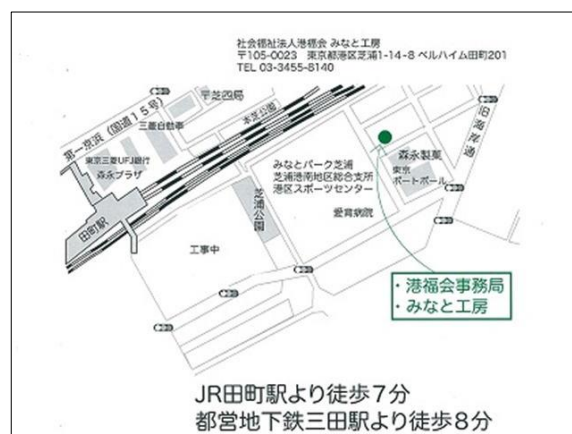 社会福祉法人港福会 みなと工房
〒105-0023　東京都港区芝浦1-14-8 ベルハイム田町201
TEL 03-3455-8140
〒芝四局
第一京浜（国道15号）
三菱自動車
本芝公園
東京三菱UFJ銀行
森永プラザ
田町駅
みなとパーク芝浦
芝浦港南地区総合支所
港区スポーツセンター
芝浦公園
愛育病院
工事中
森永製菓
東京
ポートボール
・港福会事務局
・みなと工房
JR田町駅より徒歩7分
都営地下鉄三田駅より徒歩8分